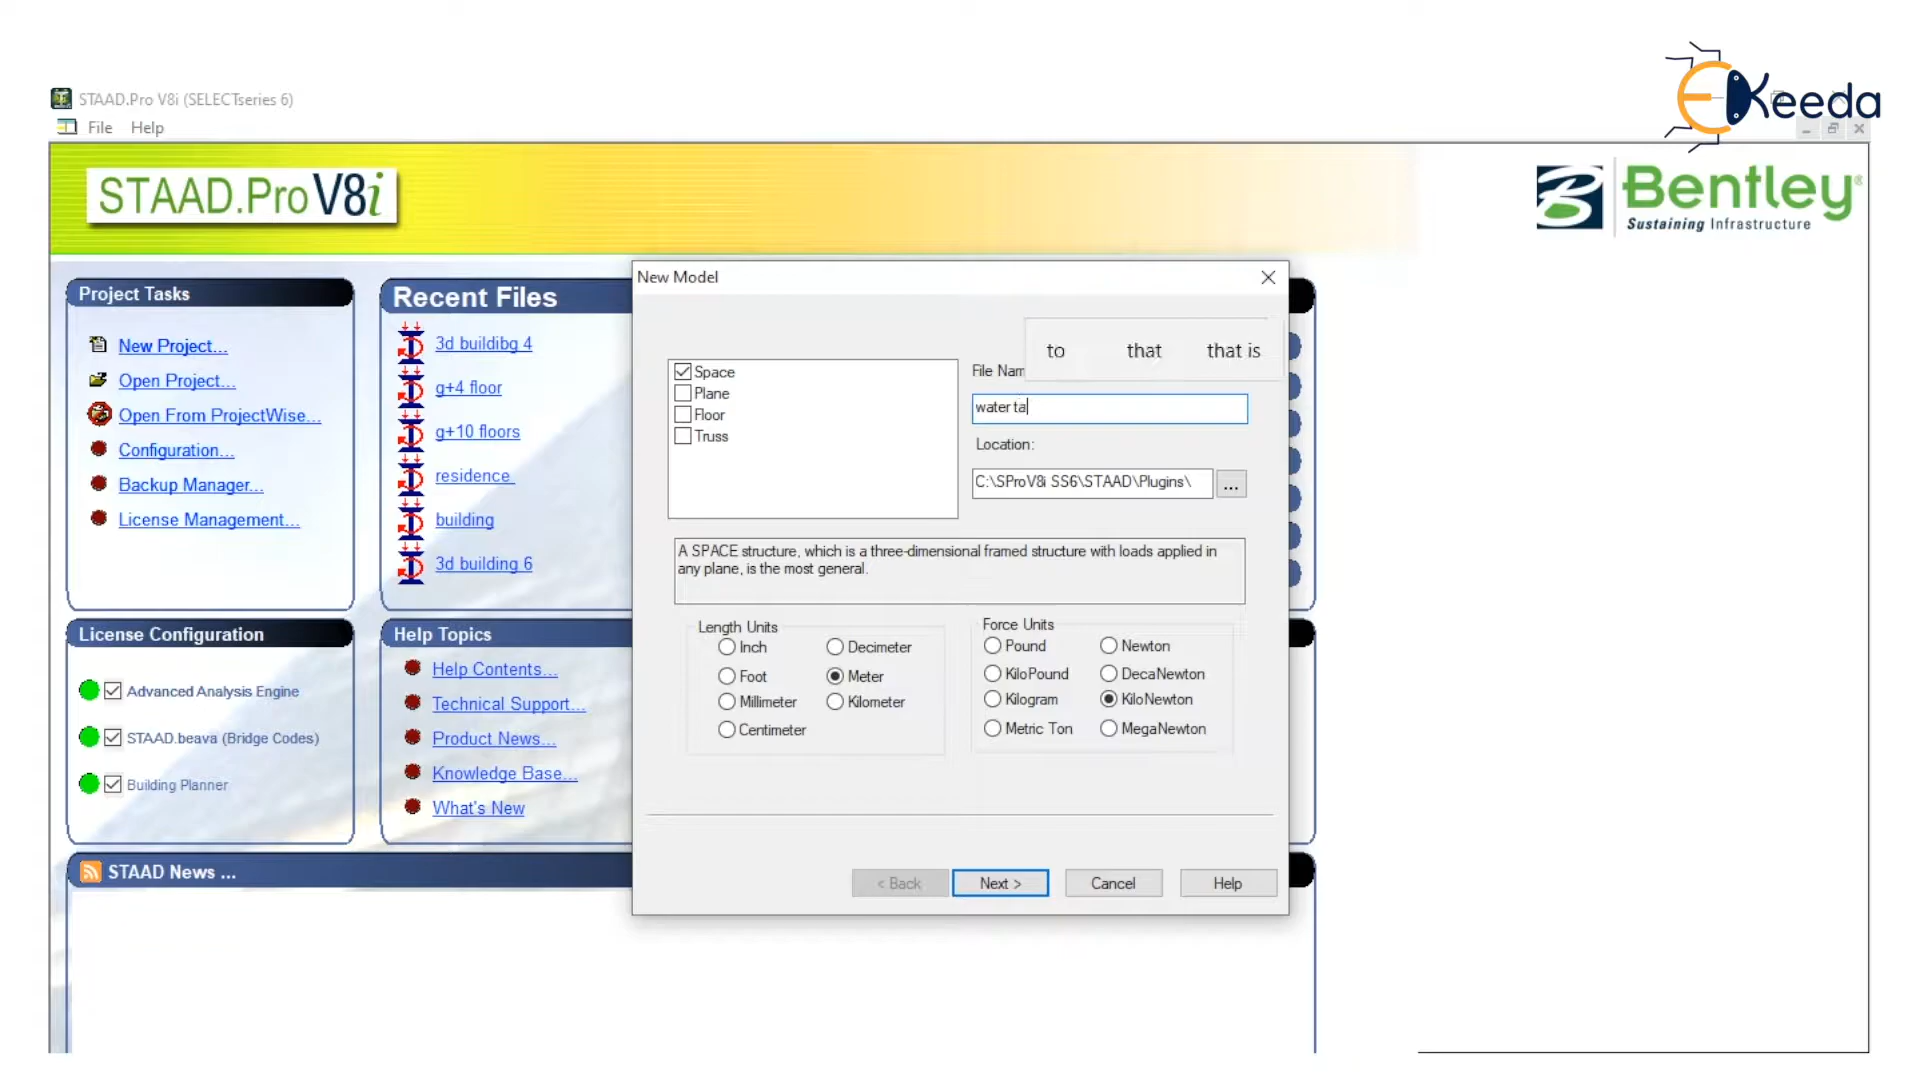 Keeda
STAAD.Pro V8i (SELECTseries 6)
File Help
STAAD.Pro V8i
Bentley®
Sustaining Infrastructure
Project Tasks
New Project...
Open Project...
Open From ProjectWise...
Configuration...
Backup Manager...
License Management...
Recent Files
3d buildibg 4
g+4 floor
g+10 floors
residence
building
3d building 6
License Configuration
Advanced Analysis Engine
STAAD.beava (Bridge Codes)
Building Planner
Help Topics
Help Contents...
Technical Support...
Product News...
Knowledge Base...
What's New
STAAD News ...
New Model
Space
Plane
Floor
Truss
to that that is
File Nam
water ta
Location:
C:\SProV8i SS6\STAAD\Plugins\
...
A SPACE structure, which is a three-dimensional framed structure with loads applied in
any plane, is the most general.
Length Units
Inch Decimeter
Foot Meter
Millimeter Kilometer
Centimeter
Force Units
Pound Newton
KiloPound DecaNewton
Kilogram KiloNewton
Metric Ton MegaNewton
< Back Next > Cancel Help